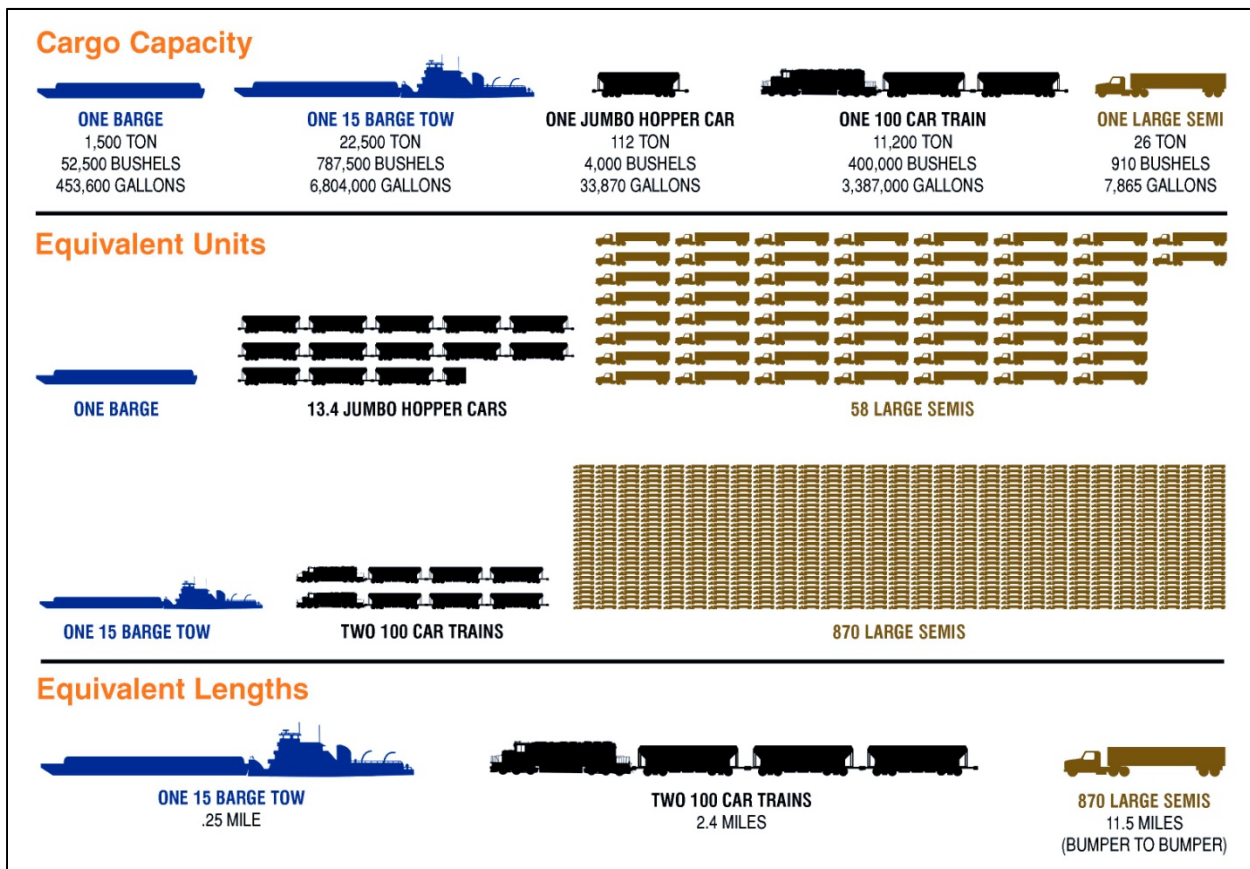 Cargo Capacity
ONE BARGE
1,500 TON
52,500 BUSHELS
453,600 GALLONS
ONE 15 BARGE TOW
22,500 TON
787,500 BUSHELS
6,804,000 GALLONS
ONE JUMBO HOPPER CAR
112 TON
4,000 BUSHELS
33,870 GALLONS
ONE 100 CAR TRAIN
11,200 TON
400,000 BUSHELS
3,387,000 GALLONS
ONE LARGE SEMI
26 TON
910 BUSHELS
7,865 GALLONS
Equivalent Units
ONE BARGE
13.4 JUMBO HOPPER CARS
58 LARGE SEMIS
ONE 15 BARGE TOW
TWO 100 CAR TRAINS
870 LARGE SEMIS
Equivalent Lengths
ONE 15 BARGE TOW
.25 MILE
TWO 100 CAR TRAINS
2.4 MILES
870 LARGE SEMIS
11.5 MILES
(BUMPER TO BUMPER)